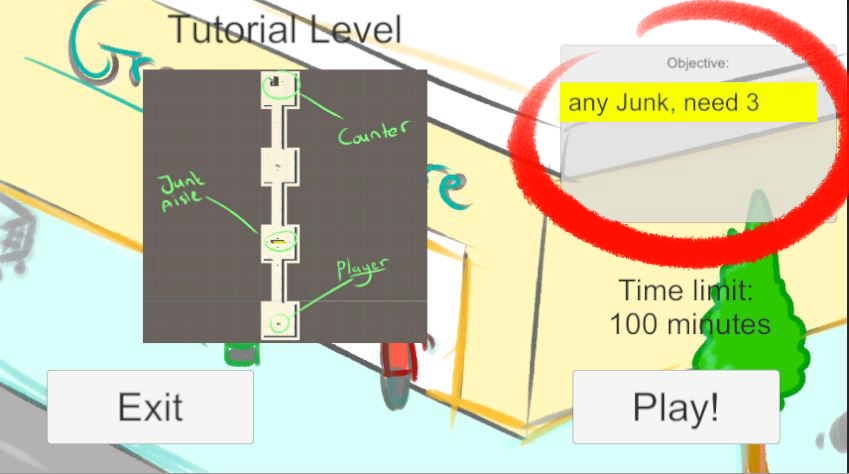 Tutorial Level
Counter
Junk
Aisle
Player
Objective:
any Junk, need 3
Time limit:
100 minutes
Exit
Play!